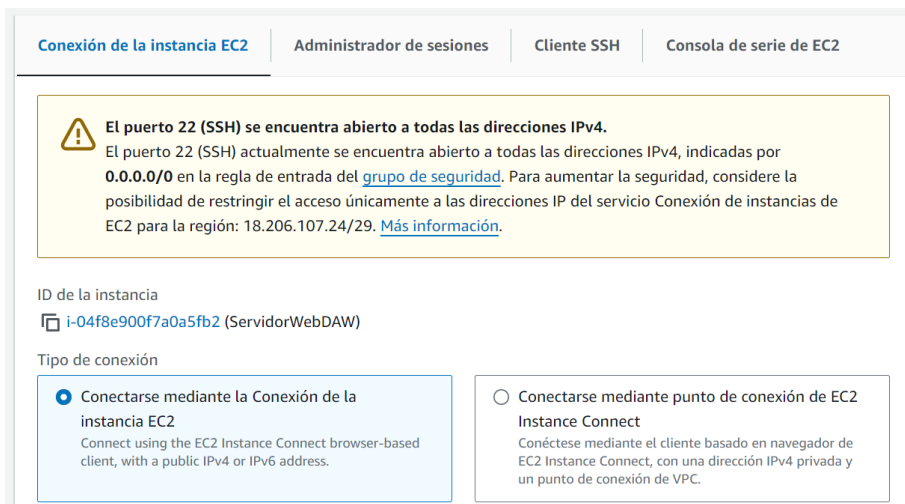 Conexión de la instancia EC2
Administrador de sesiones
Cliente SSH
Consola de serie de EC2
El puerto 22 (SSH) se encuentra abierto a todas las direcciones IPv4.
El puerto 22 (SSH) actualmente se encuentra abierto a todas las direcciones IPv4, indicadas por
0.0.0.0/0 en la regla de entrada del grupo de seguridad. Para aumentar la seguridad, considere la
posibilidad de restringir el acceso únicamente a las direcciones IP del servicio Conexión de instancias de
EC2 para la región: 18.206.107.24/29. Más información.
ID de la instancia
i-04f8e900f7a0a5fb2 (ServidorWebDAW)
Tipo de conexión
Conectarse mediante la Conexión de la
instancia EC2
Connect using the EC2 Instance Connect browser-based
client, with a public IPv4 or IPv6 address.
Conectarse mediante punto de conexión de EC2
Instance Connect
Conéctese mediante el cliente basado en navegador de
EC2 Instance Connect, con una dirección IPv4 privada y
un punto de conexión de VPC.